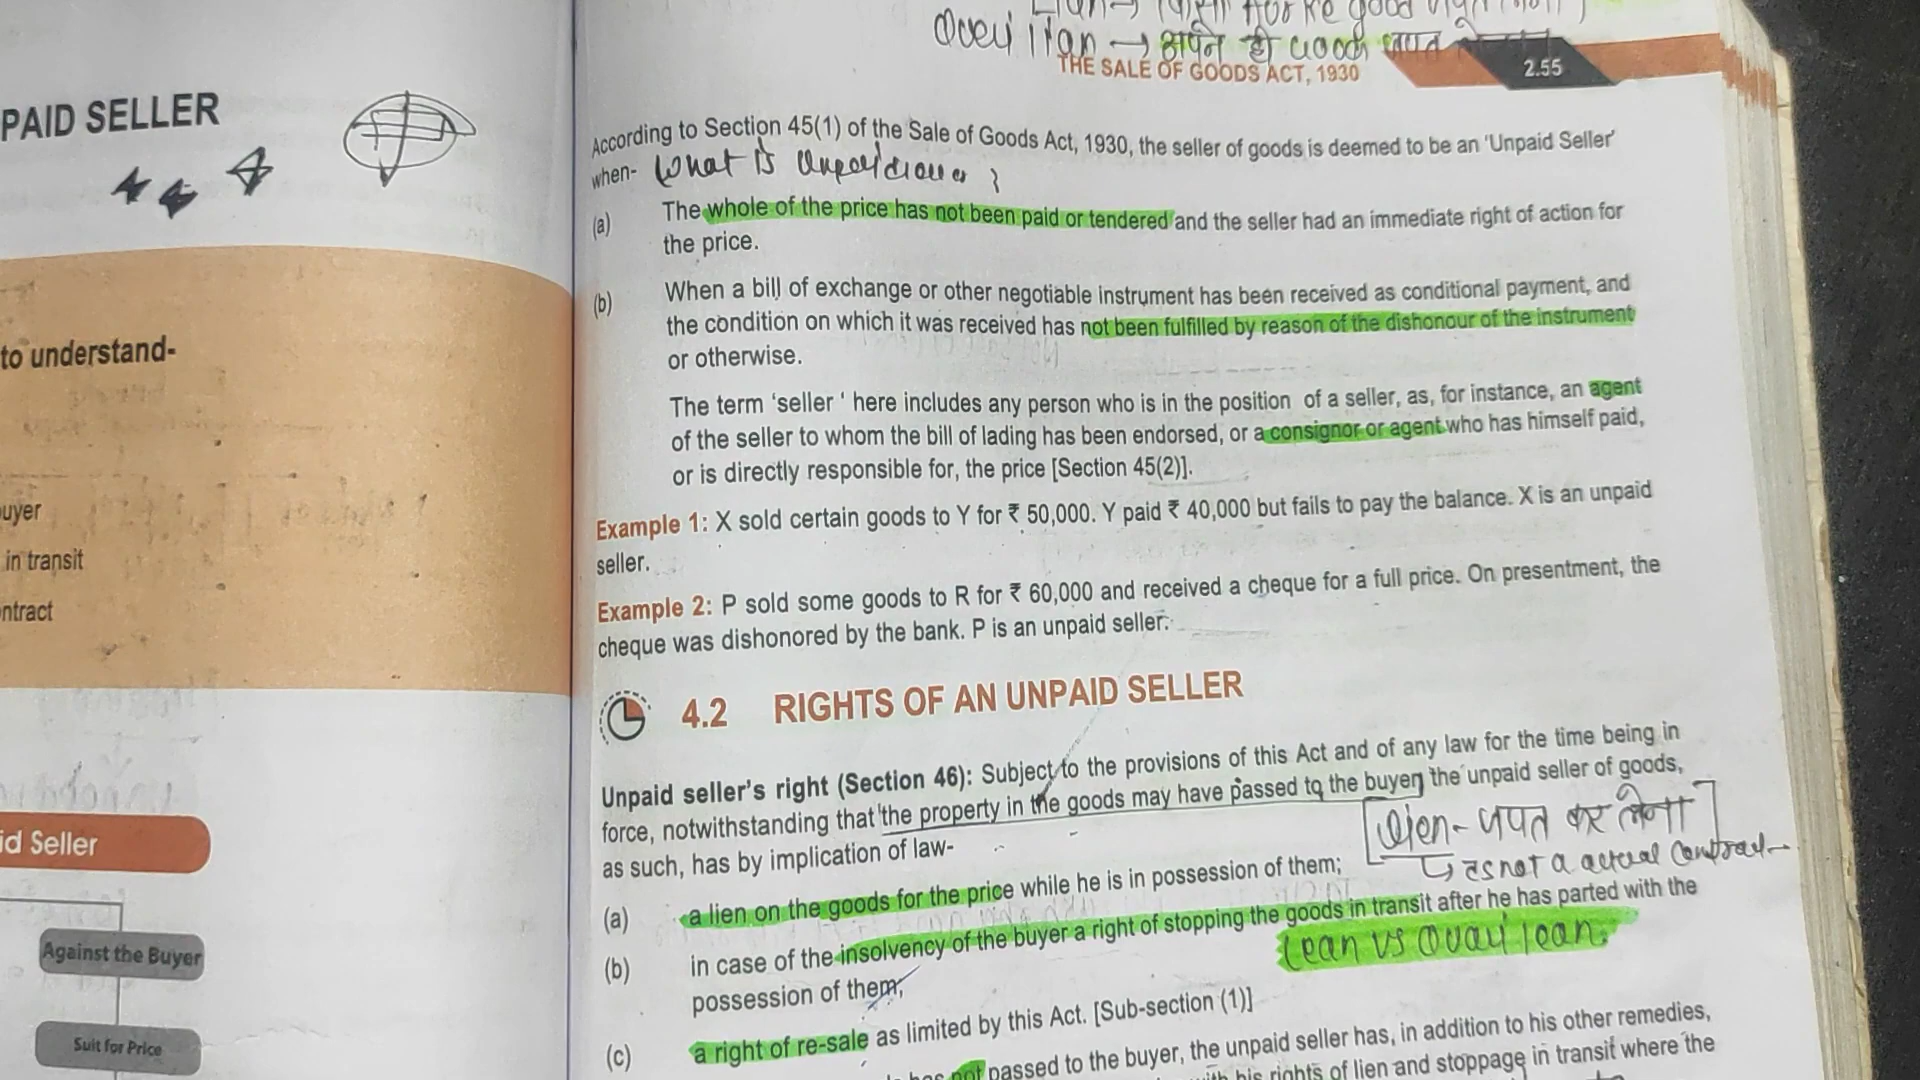 PAID SELLER
to understand-
uyer
in transit
ntract
id Seller
Against the Buyer
Suit for Price
→ अपने ही
THE SALE OF GOODS ACT, 1930
2.55
According to Section 45(1) of the Sale of Goods Act, 1930, the seller of goods is deemed to be an 'Unpaid Seller'
when- What is
(a) The whole of the price has not been paid or tendered and the seller had an immediate right of action for
the price.
(b) When a bill of exchange or other negotiable instrument has been received as conditional payment, and
the condition on which it was received has not been fulfilled by reason of the dishonour of the instrument
or otherwise.
The term 'seller ' here includes any person who is in the position of a seller, as, for instance, an agent
of the seller to whom the bill of lading has been endorsed, or a consignor or agent who has himself paid,
or is directly responsible for, the price [Section 45(2)].
Example 1: X sold certain goods to Y for ₹ 50,000. Y paid ₹ 40,000 but fails to pay the balance. X is an unpaid
seller.
Example 2: P sold some goods to R for ₹ 60,000 and received a cheque for a full price. On presentment, the
cheque was dishonored by the bank. P is an unpaid seller.
4.2 RIGHTS OF AN UNPAID SELLER
Unpaid seller's right (Section 46): Subject to the provisions of this Act and of any law for the time being in
force, notwithstanding that the property in the goods may have passed to the buyer, the unpaid seller of goods,
as such, has by implication of law-
Lien - जपत कर लेना
↳ as not a actual
(a) a lien on the goods for the price while he is in possession of them;
(b) in case of the insolvency of the buyer a right of stopping the goods in transit after he has parted with the
possession of them;
lean vs Quasi lean
(c) a right of re-sale as limited by this Act. [Sub-section (1)]
not passed to the buyer, the unpaid seller has, in addition to his other remedies,
his rights of lien and stoppage in transit where the